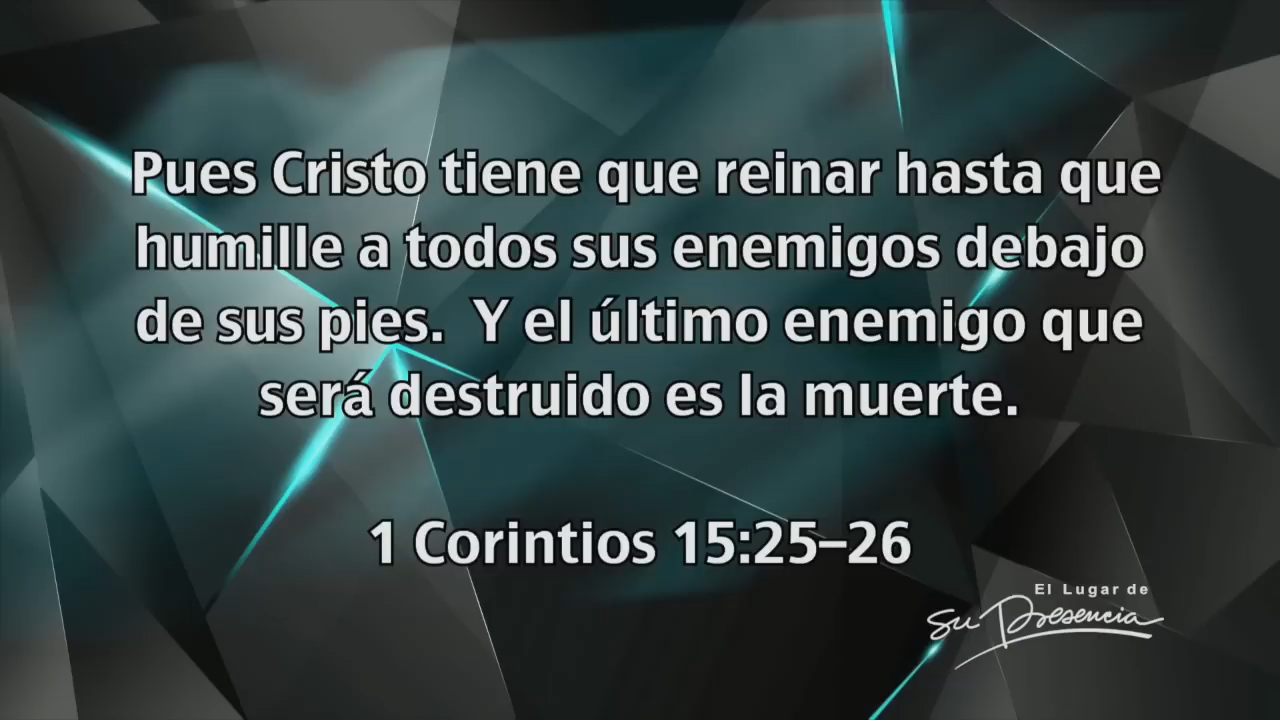 Pues Cristo tiene que reinar hasta que
humille a todos sus enemigos debajo
de sus pies.  Y el último enemigo que
será destruido es la muerte.
1 Corintios 15:25–26
El Lugar de
Su Presencia